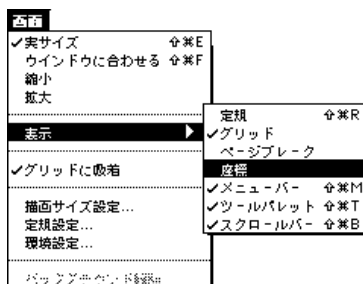 画面
✓実サイズ ⇧⌘E
ウインドウに合わせる ⇧⌘F
縮小
拡大
表示 ▶
✓グリッドに吸着
描画サイズ設定...
定規設定...
環境設定...
定規 ⇧⌘R
✓グリッド
ページブレーク
座標
✓メニューバー ⇧⌘M
✓ツールパレット ⇧⌘T
✓スクロールバー ⇧⌘B